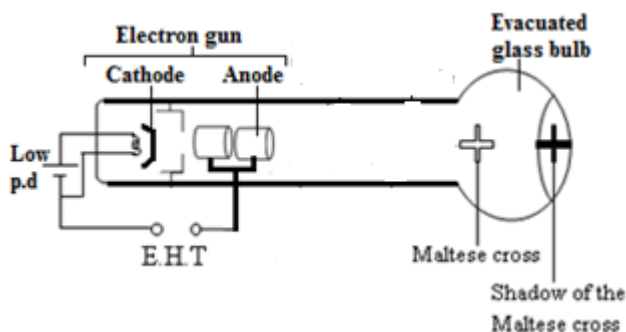 Electron gun
Evacuated
glass bulb
Cathode
Anode
Low
p.d
E.H.T
Maltese cross
Shadow of the
Maltese cross